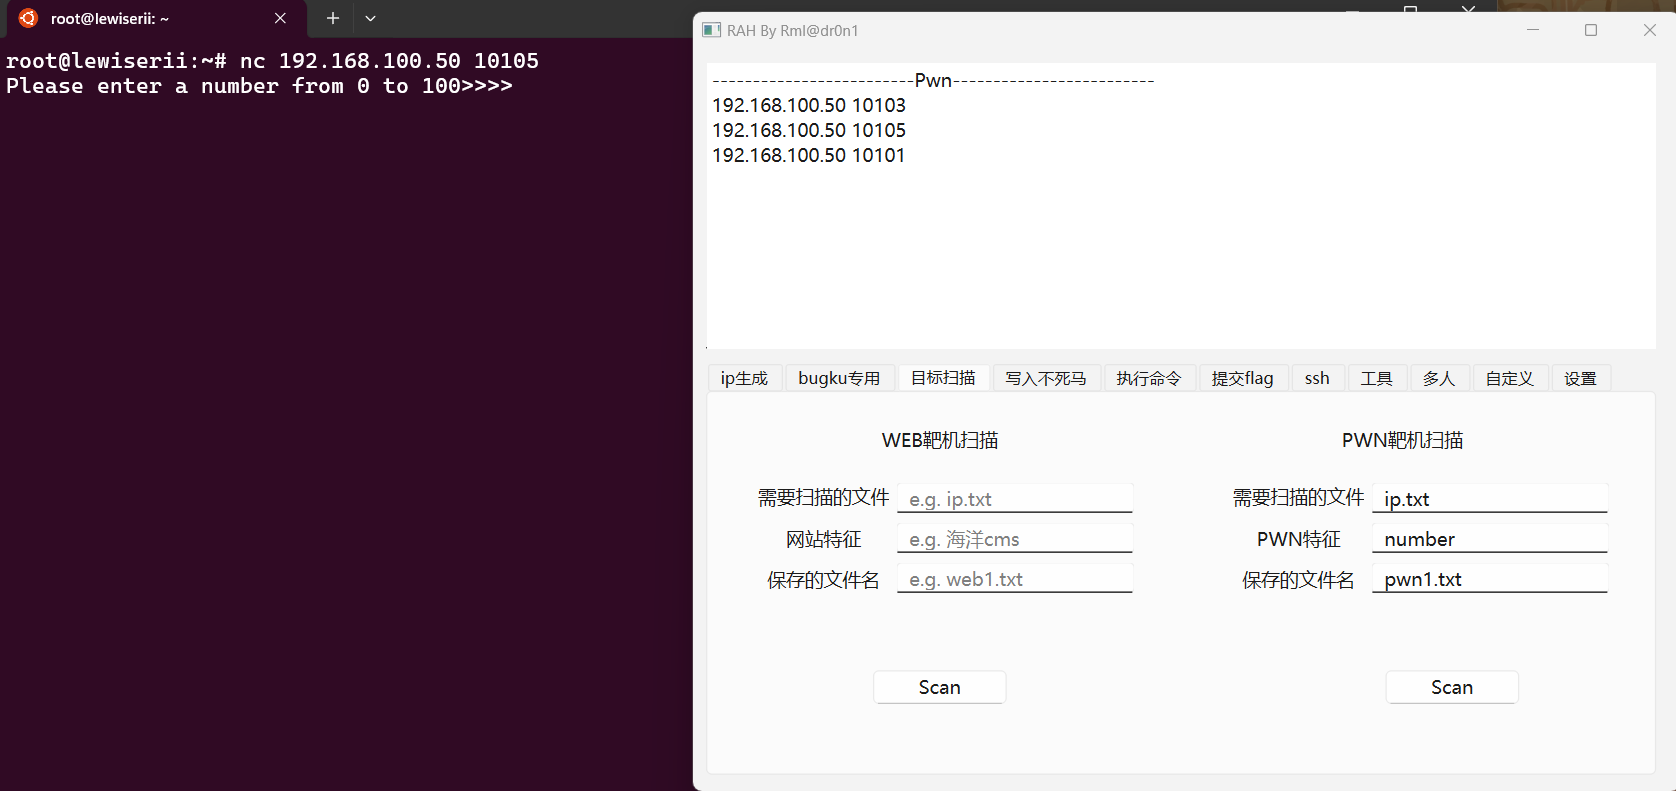 root@lewiserii: ~
root@lewiserii:~# nc 192.168.100.50 10105
Please enter a number from 0 to 100>>>>
RAH By Rml@dr0n1
-------------------------Pwn-------------------------
192.168.100.50 10103
192.168.100.50 10105
192.168.100.50 10101
ip生成 bugku专用 目标扫描 写入不死马 执行命令 提交flag ssh 工具 多人 自定义 设置
WEB靶机扫描
需要扫描的文件 e.g. ip.txt
网站特征 e.g. 海洋cms
保存的文件名 e.g. web1.txt
Scan
PWN靶机扫描
需要扫描的文件 ip.txt
PWN特征 number
保存的文件名 pwn1.txt
Scan